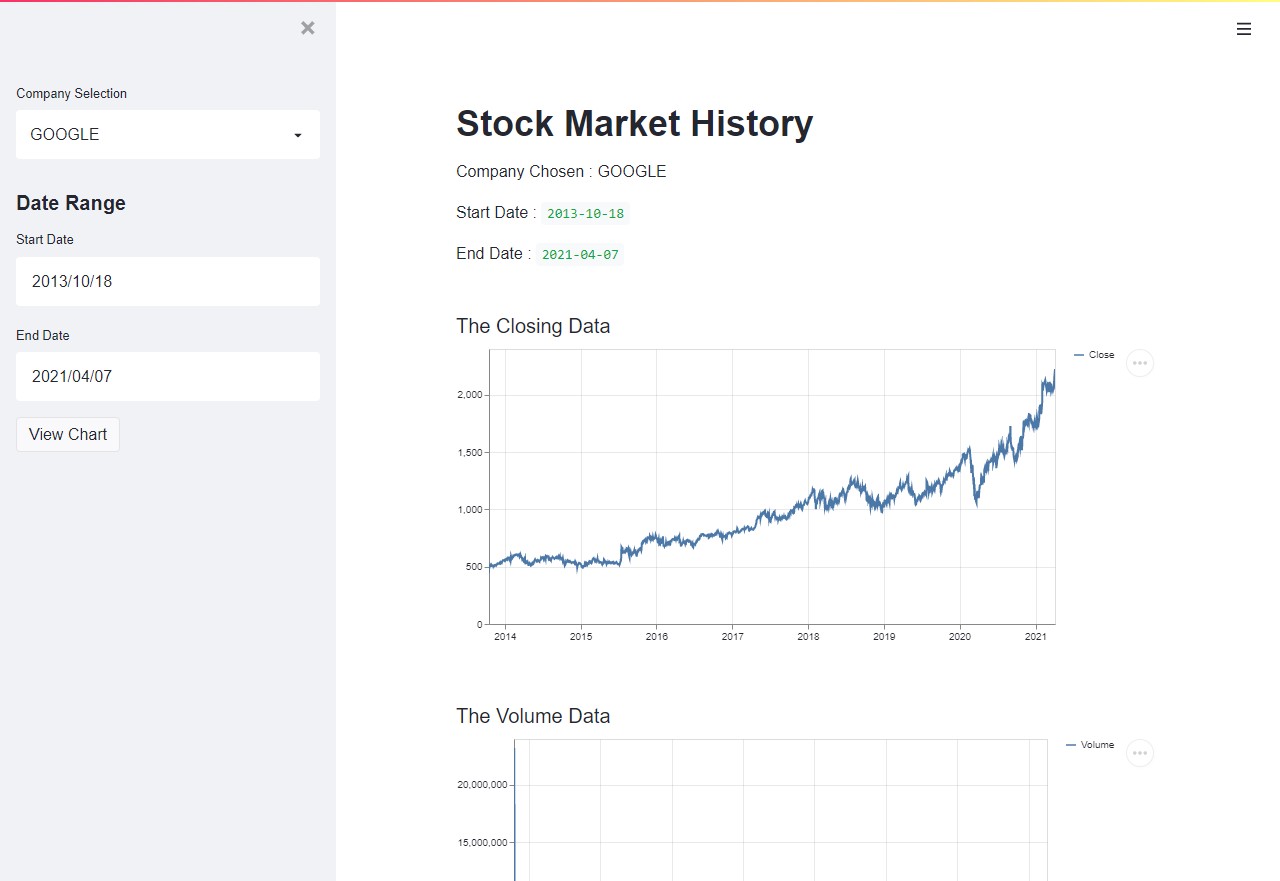 Company Selection
GOOGLE
Date Range
Start Date
2013/10/18
End Date
2021/04/07
View Chart
Stock Market History
Company Chosen : GOOGLE
Start Date : 2013-10-18
End Date : 2021-04-07
The Closing Data
Close
2,000
1,500
1,000
500
0
2014 2015 2016 2017 2018 2019 2020 2021
The Volume Data
Volume
20,000,000
15,000,000